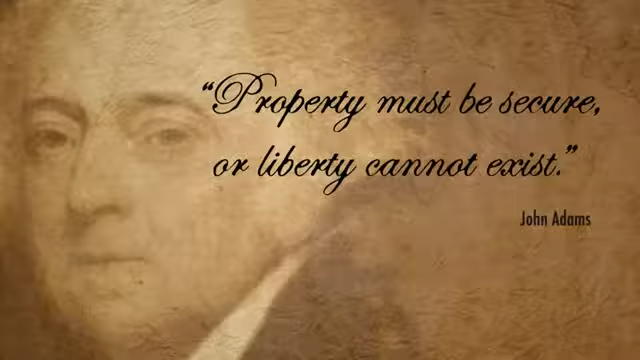 “Property must be secure,
or liberty cannot exist.”
John Adams